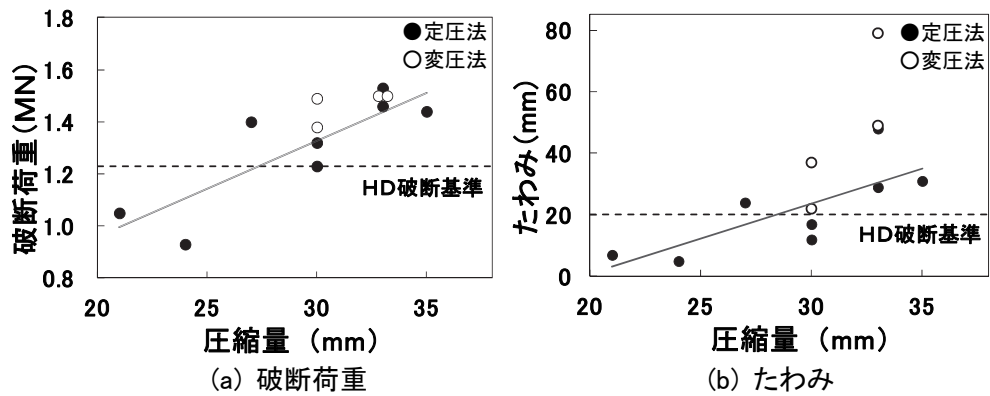 1.8
1.6
1.4
1.2
1.0
0.8
破断荷重(MN)
●定圧法
○変圧法
HD破断基準
20 25 30 35
圧縮量 (mm)
(a) 破断荷重
80
60
40
20
0
たわみ(mm)
●定圧法
○変圧法
HD破断基準
20 25 30 35
圧縮量 (mm)
(b) たわみ